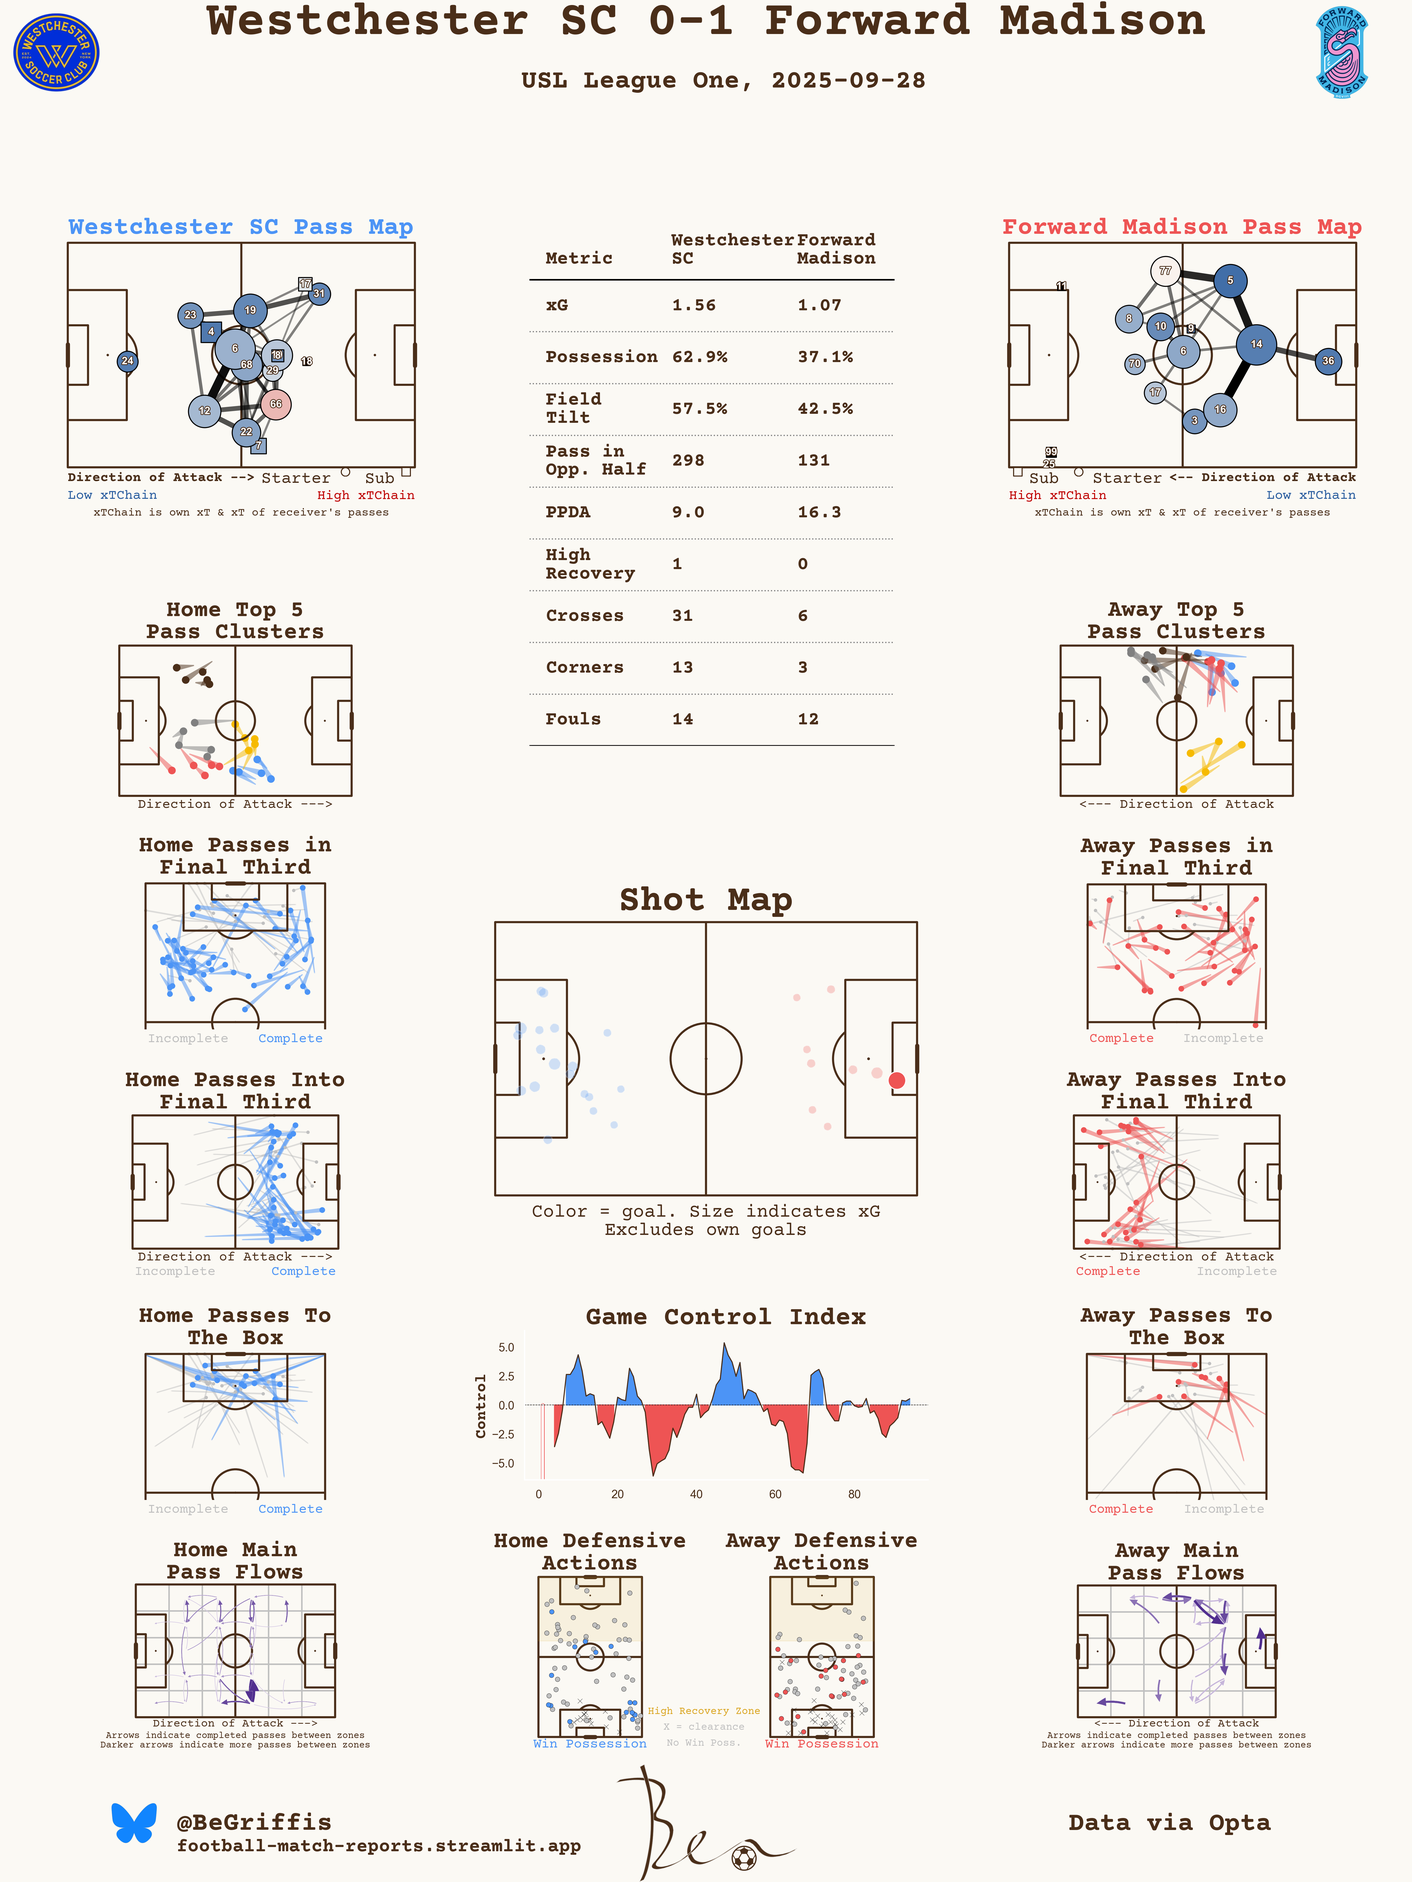 Westchester SC 0-1 Forward Madison
USL League One, 2025-09-28
WESTCHESTER
SOCCER CLUB
FORWARD
MADISON
Westchester SC Pass Map
17
31
23
19
4
6
18
68
29
24
12
66
22
7
Direction of Attack --> Starter Sub
Low xTChain High xTChain
xTChain is own xT & xT of receiver's passes
Metric Westchester SC Forward Madison
xG 1.56 1.07
Possession 62.9% 37.1%
Field Tilt 57.5% 42.5%
Pass in Opp. Half 298 131
PPDA 9.0 16.3
High Recovery 1 0
Crosses 31 6
Corners 13 3
Fouls 14 12
Forward Madison Pass Map
11
77
5
8
10
9
6
14
36
70
17
3
16
99
25
Sub Starter <-- Direction of Attack
High xTChain Low xTChain
xTChain is own xT & xT of receiver's passes
Home Top 5
Pass Clusters
Direction of Attack --->
Away Top 5
Pass Clusters
<--- Direction of Attack
Home Passes in
Final Third
Incomplete Complete
Away Passes in
Final Third
Complete Incomplete
Shot Map
Color = goal. Size indicates xG
Excludes own goals
Home Passes Into
Final Third
Direction of Attack --->
Incomplete Complete
Away Passes Into
Final Third
<--- Direction of Attack
Complete Incomplete
Home Passes To
The Box
Incomplete Complete
Game Control Index
Control
5.0
2.5
0.0
−2.5
−5.0
0 20 40 60 80
Away Passes To
The Box
Complete Incomplete
Home Main
Pass Flows
Direction of Attack --->
Arrows indicate completed passes between zones
Darker arrows indicate more passes between zones
Home Defensive
Actions
Win Possession
High Recovery Zone
X = clearance
No Win Poss.
Away Defensive
Actions
Win Possession
Away Main
Pass Flows
<--- Direction of Attack
Arrows indicate completed passes between zones
Darker arrows indicate more passes between zones
@BeGriffis
football-match-reports.streamlit.app
Ben
Data via Opta